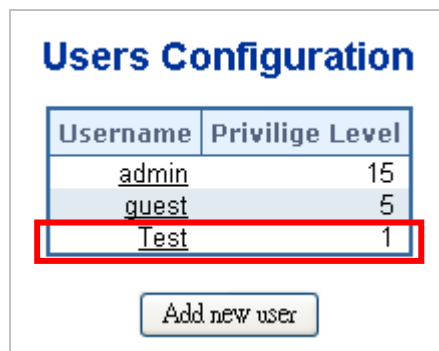 Users Configuration
Username Privilige Level
admin 15
guest 5
Test 1
Add new user